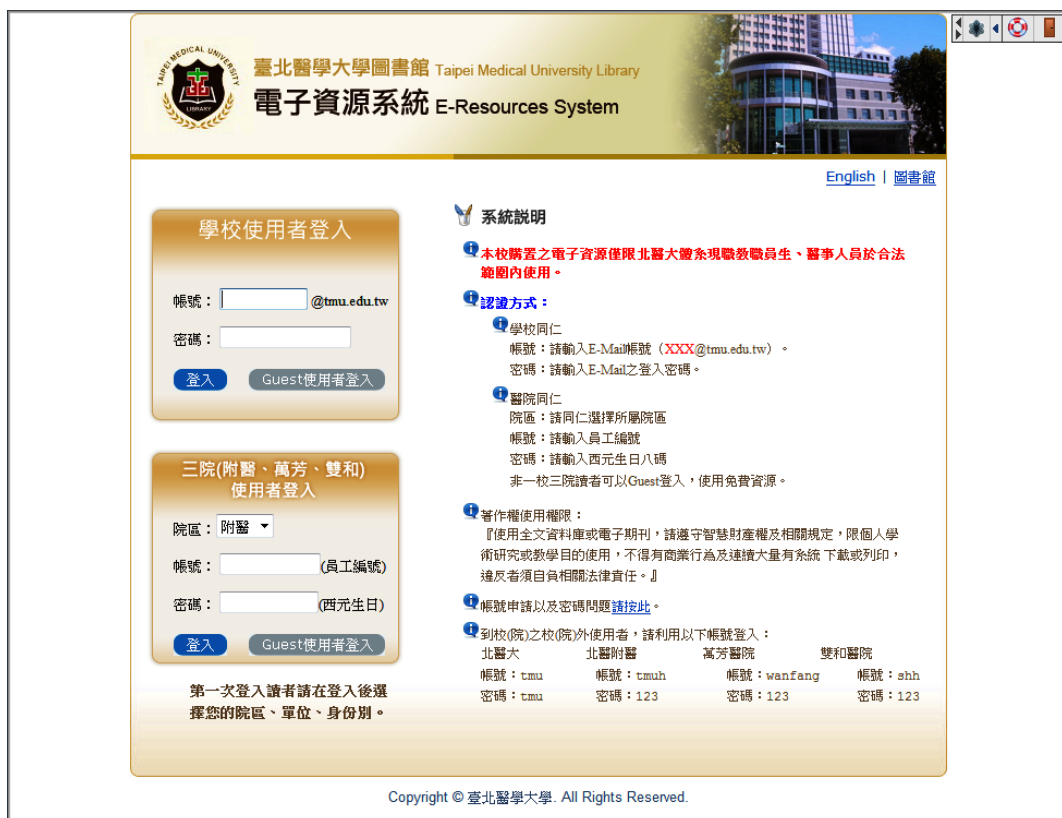 TAIPEI MEDICAL UNIVERSITY
LIBRARY
臺北醫學大學圖書館 Taipei Medical University Library
電子資源系統 E-Resources System
English | 圖書館
學校使用者登入
帳號： @tmu.edu.tw
密碼：
登入 Guest使用者登入
三院(附醫、萬芳、雙和)
使用者登入
院區： 附醫
帳號： (員工編號)
密碼： (西元生日)
登入 Guest使用者登入
第一次登入讀者請在登入後選
擇您的院區、單位、身份別。
系統説明
本校購置之電子資源僅限北醫大體系現職教職員生、醫事人員於合法
範圍內使用。
認證方式：
學校同仁
帳號：請輸入E-Mail帳號（XXX@tmu.edu.tw）。
密碼：請輸入E-Mail之登入密碼。
醫院同仁
院區：請同仁選擇所屬院區
帳號：請輸入員工編號
密碼：請輸入西元生日八碼
非一校三院讀者可以Guest登入，使用免費資源。
著作權使用權限：
『使用全文資料庫或電子期刊，請遵守智慧財產權及相關規定，限個人學
術研究或教學目的使用，不得有商業行為及連續大量有系統 下載或列印，
違反者須自負相關法律責任。』
帳號申請以及密碼問題請按此。
到校(院)之校(院)外使用者，請利用以下帳號登入：
北醫大 北醫附醫 萬芳醫院 雙和醫院
帳號：tmu 帳號：tmuh 帳號：wanfang 帳號：shh
密碼：tmu 密碼：123 密碼：123 密碼：123
Copyright © 臺北醫學大學. All Rights Reserved.